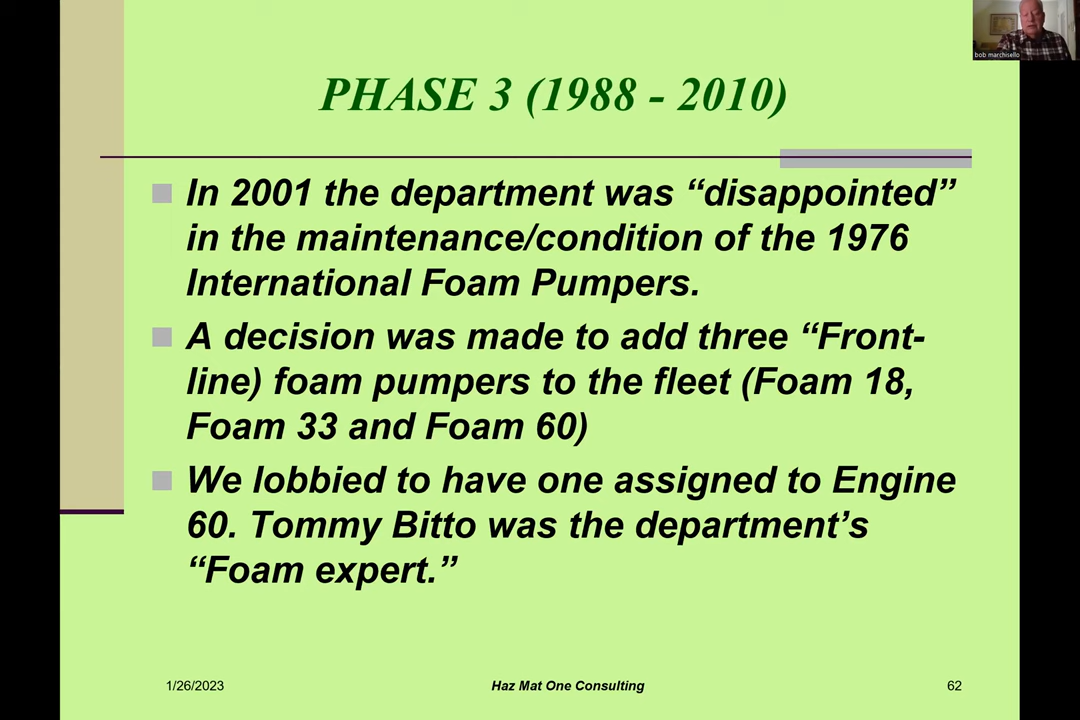 bob marchisello
PHASE 3 (1988 - 2010)
In 2001 the department was “disappointed”
in the maintenance/condition of the 1976
International Foam Pumpers.
A decision was made to add three “Front-
line) foam pumpers to the fleet (Foam 18,
Foam 33 and Foam 60)
We lobbied to have one assigned to Engine
60. Tommy Bitto was the department’s
“Foam expert.”
1/26/2023
Haz Mat One Consulting
62